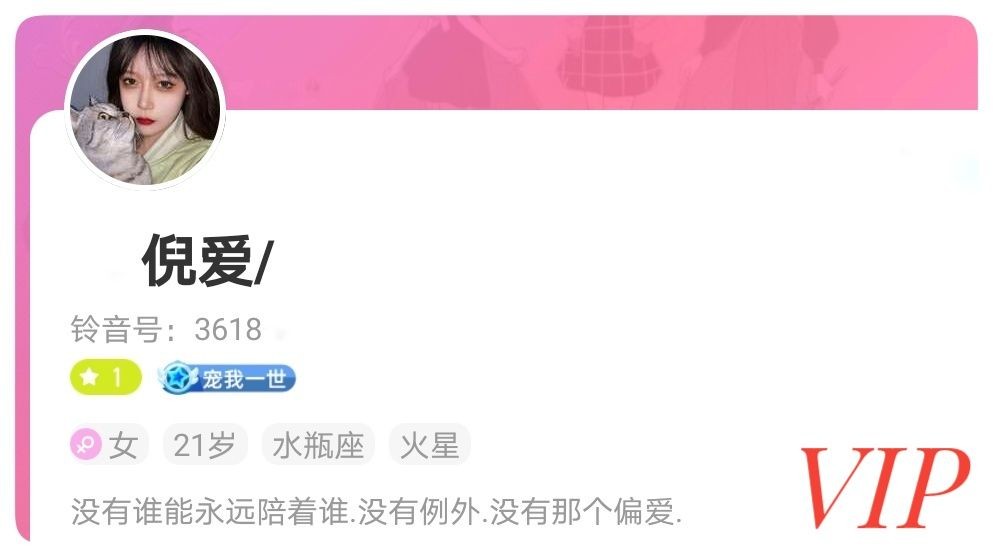 倪爱/
铃音号：3618
1 宠我一世
女 21岁 水瓶座 火星
没有谁能永远陪着谁.没有例外.没有那个偏爱.
VIP